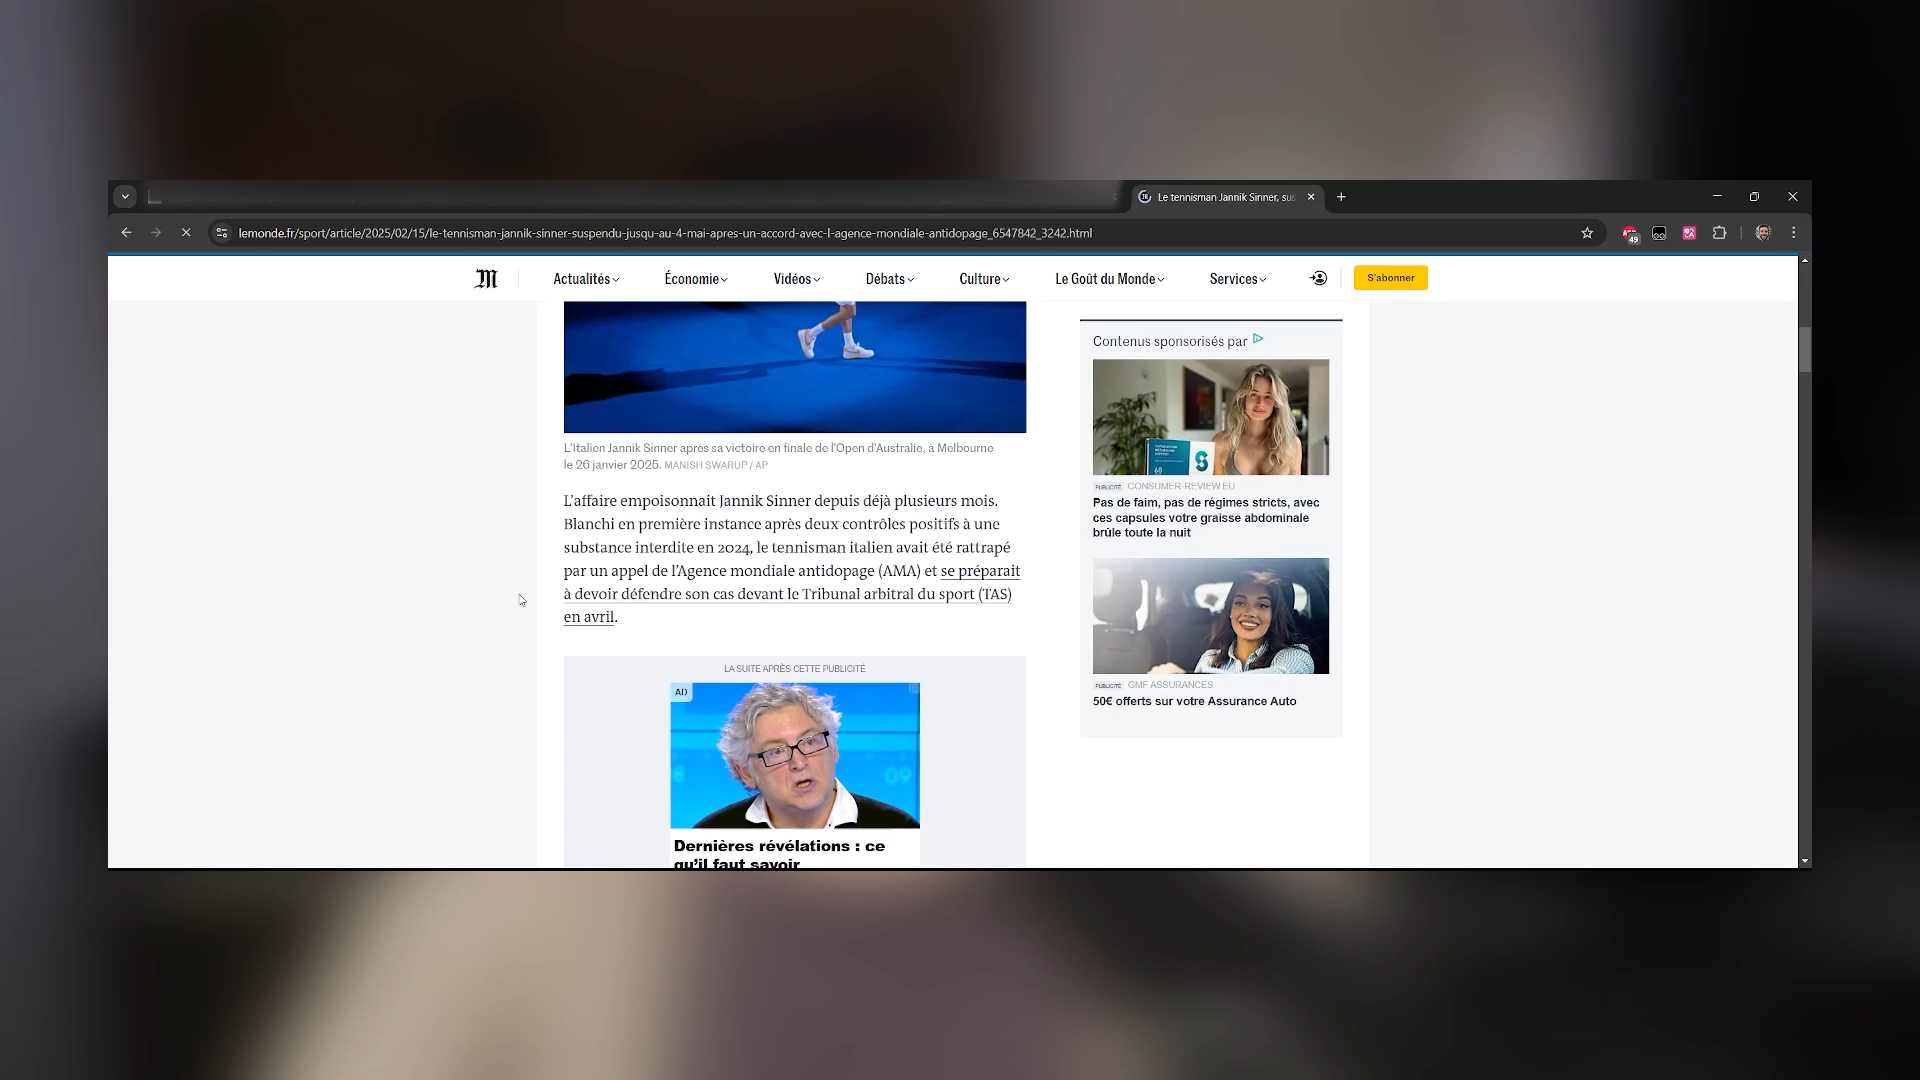 Le tennisman Jannik Sinner, sus
lemonde.fr/sport/article/2025/02/15/le-tennisman-jannik-sinner-suspendu-jusqu-au-4-mai-apres-un-accord-avec-l-agence-mondiale-antidopage_6547842_3242.html
49
M
Actualités
Économie
Vidéos
Débats
Culture
Le Goût du Monde
Services
S'abonner
L'Italien Jannik Sinner après sa victoire en finale de l'Open d'Australie, à Melbourne
le 26 janvier 2025. MANISH SWARUP / AP
L'affaire empoisonnait Jannik Sinner depuis déjà plusieurs mois.
Blanchi en première instance après deux contrôles positifs à une
substance interdite en 2024, le tennisman italien avait été rattrapé
par un appel de l'Agence mondiale antidopage (AMA) et se préparait
à devoir défendre son cas devant le Tribunal arbitral du sport (TAS)
en avril.
LA SUITE APRÈS CETTE PUBLICITÉ
AD
09
Dernières révélations : ce
qu'il faut savoir
Contenus sponsorisés par
60
S
PUBLICITÉ CONSUMER-REVIEW.EU
Pas de faim, pas de régimes stricts, avec
ces capsules votre graisse abdominale
brûle toute la nuit
PUBLICITÉ GMF ASSURANCES
50€ offerts sur votre Assurance Auto